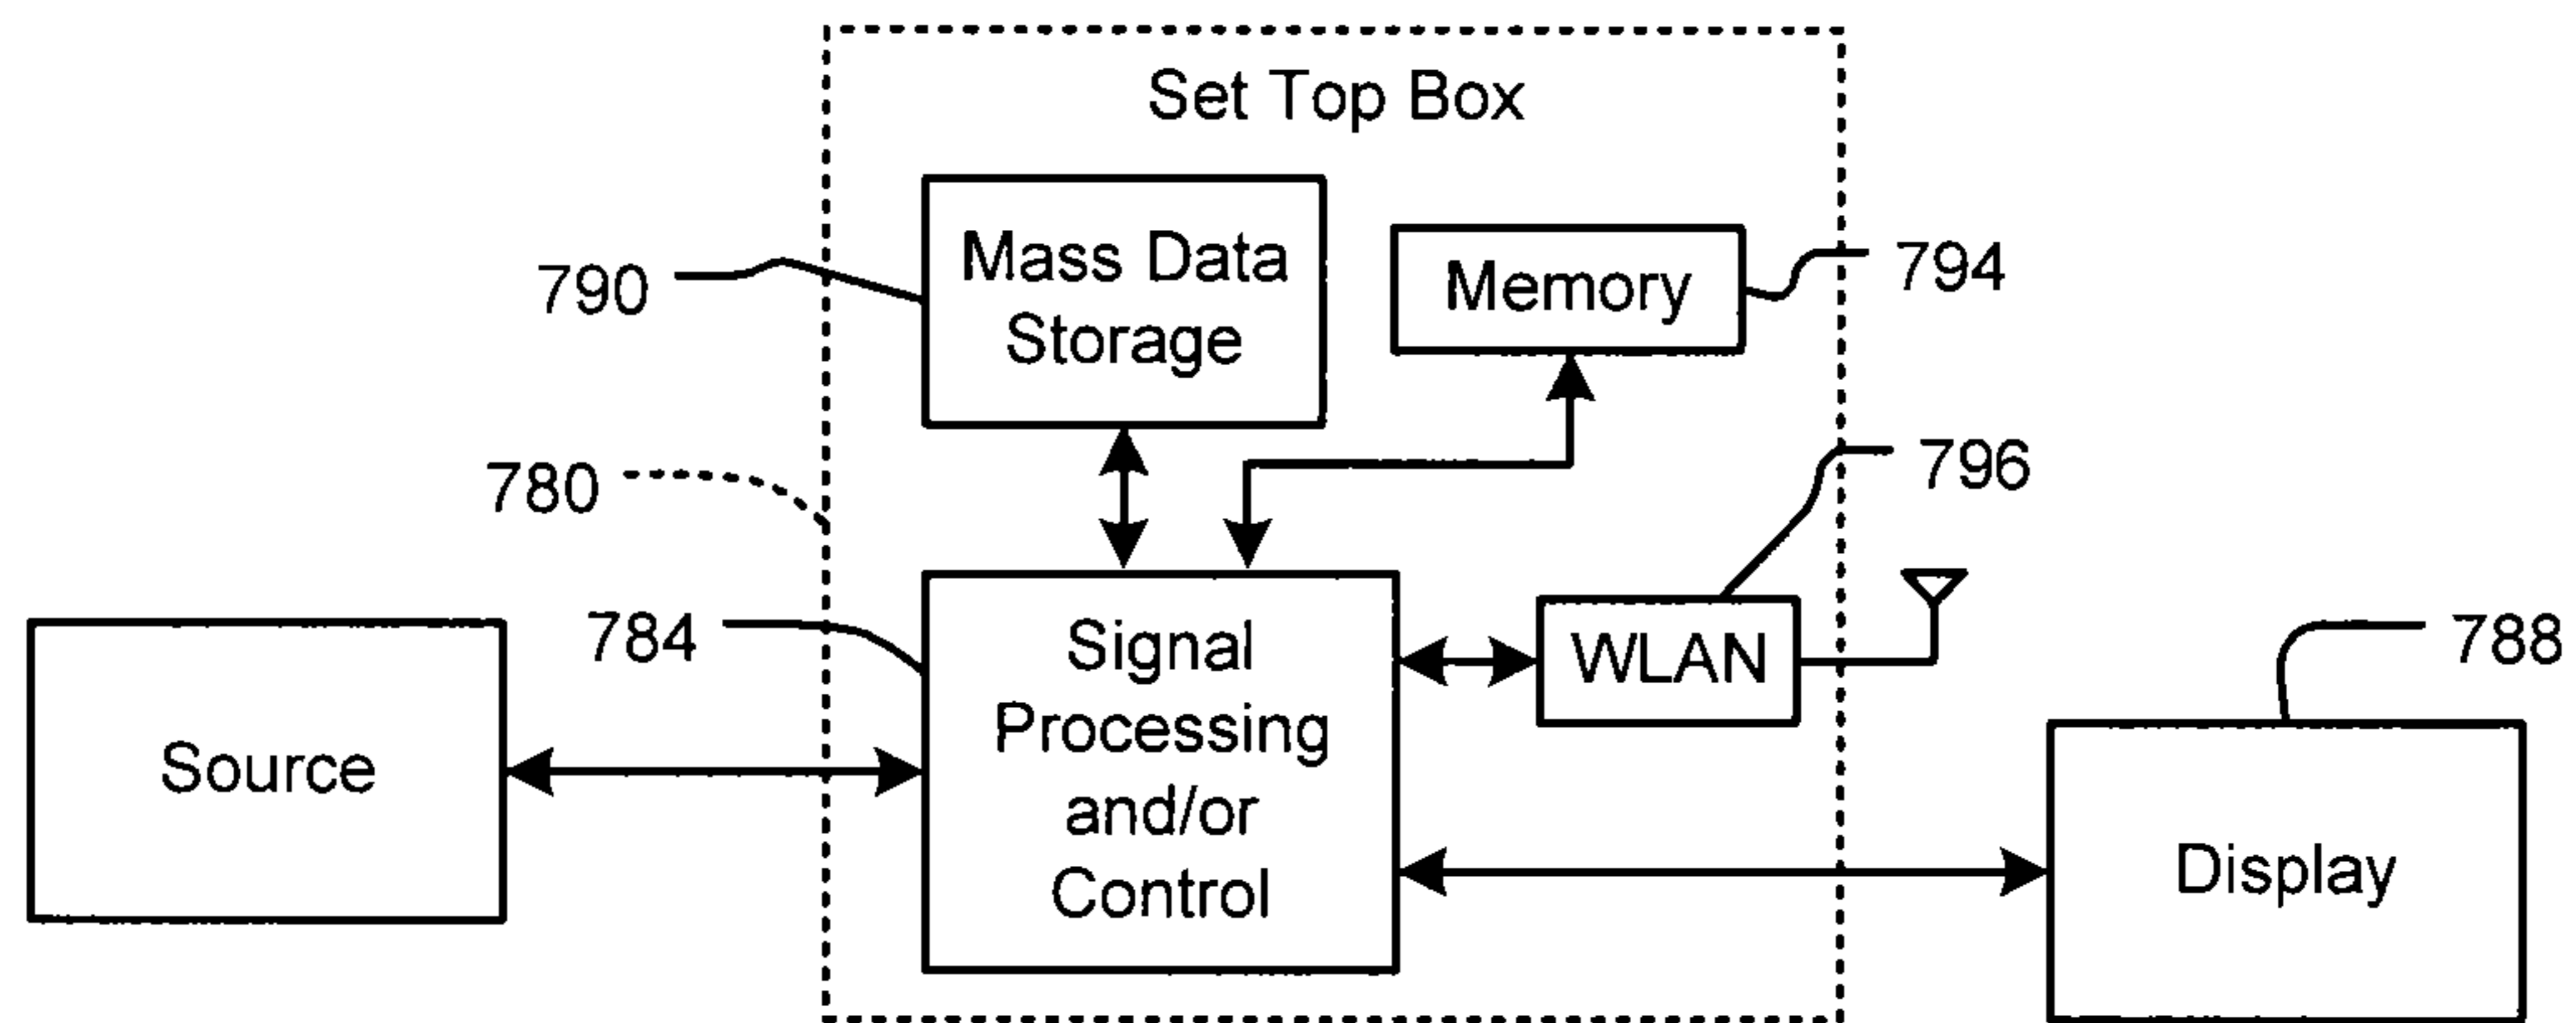 Set Top Box
790
Mass Data
Storage
Memory
794
780
796
784
Source
Signal
Processing
and/or
Control
WLAN
788
Display